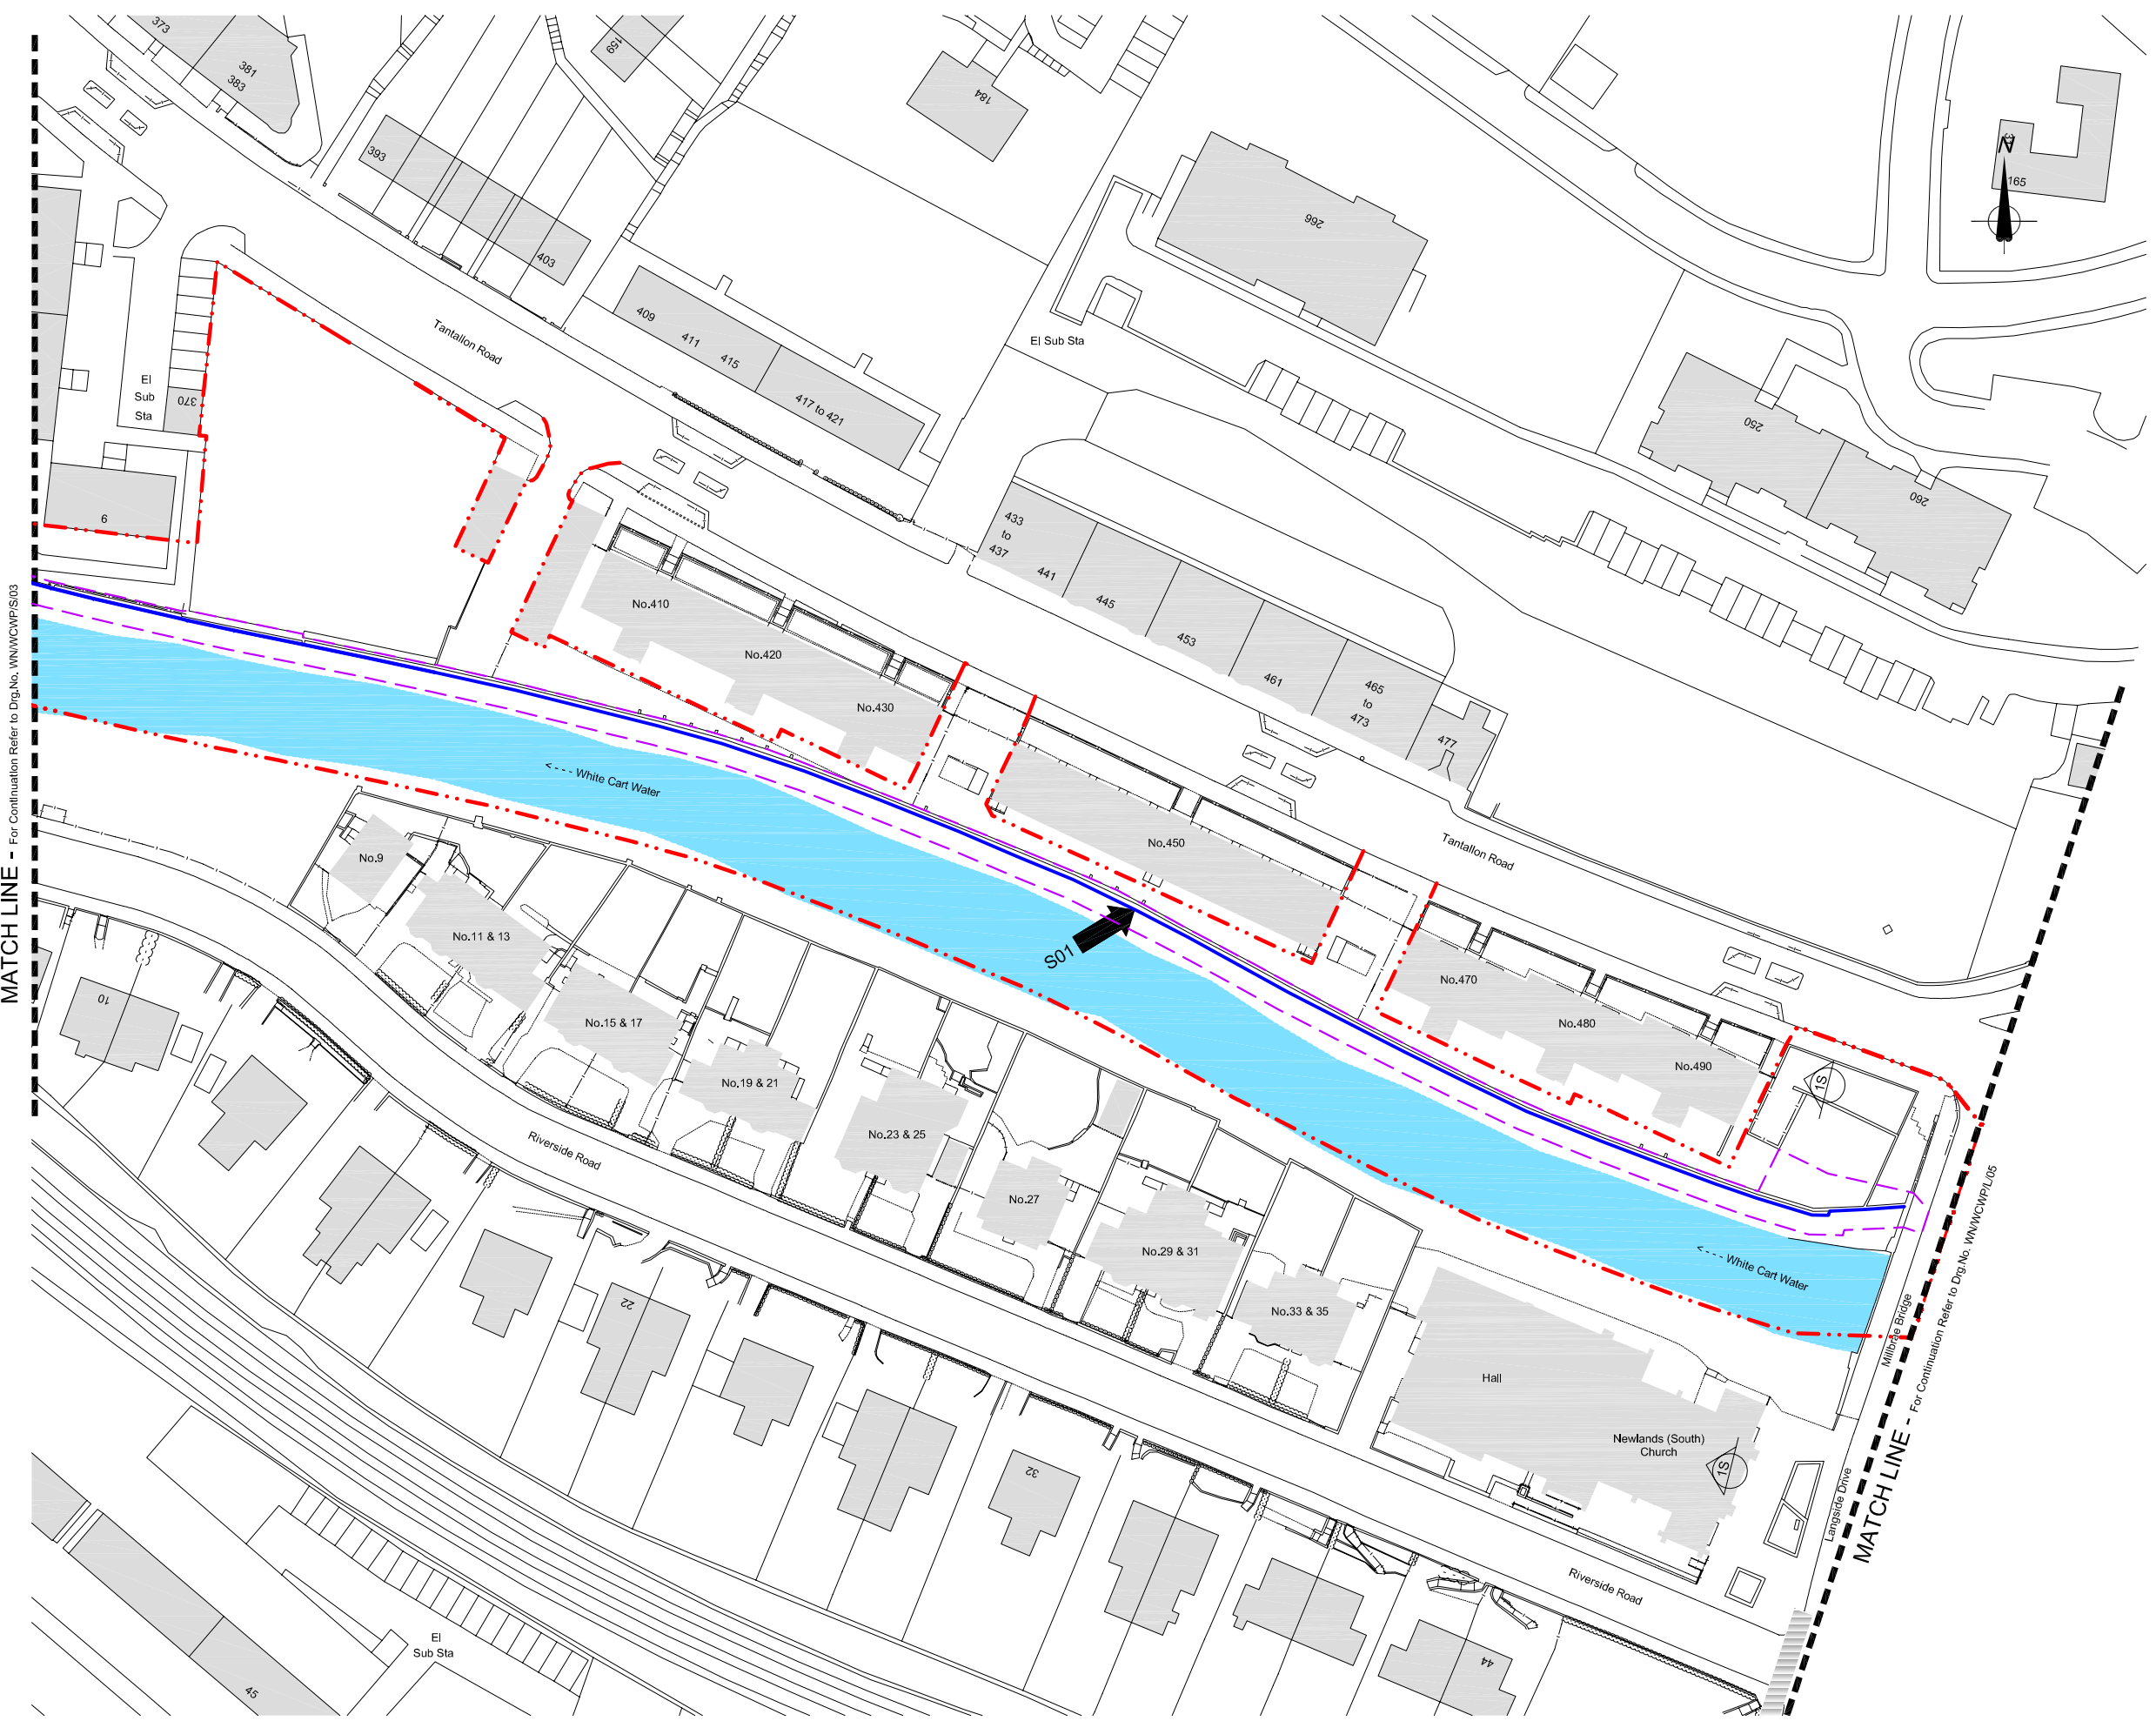 373
381
383
159
184
393
403
266
N
165
Tantallon Road
409
411
415
417 to 421
El Sub Sta
El
Sub
Sta
370
250
260
6
433
to
437
441
445
453
461
465
to
473
477
No.410
No.420
No.430
No.450
No.470
No.480
No.490
<---- White Cart Water
Tantallon Road
S01
MATCH LINE - For Continuation Refer to Drg.No. WN/WCWP/S/03
No.9
No.11 & 13
No.15 & 17
No.19 & 21
No.23 & 25
No.27
No.29 & 31
No.33 & 35
10
Riverside Road
1S
<---- White Cart Water
Millbrae Bridge
MATCH LINE - For Continuation Refer to Drg.No. WN/WCWP/L/05
Hall
Newlands (South)
Church
1S
Langside Drive
22
32
Riverside Road
44
El
Sub Sta
45